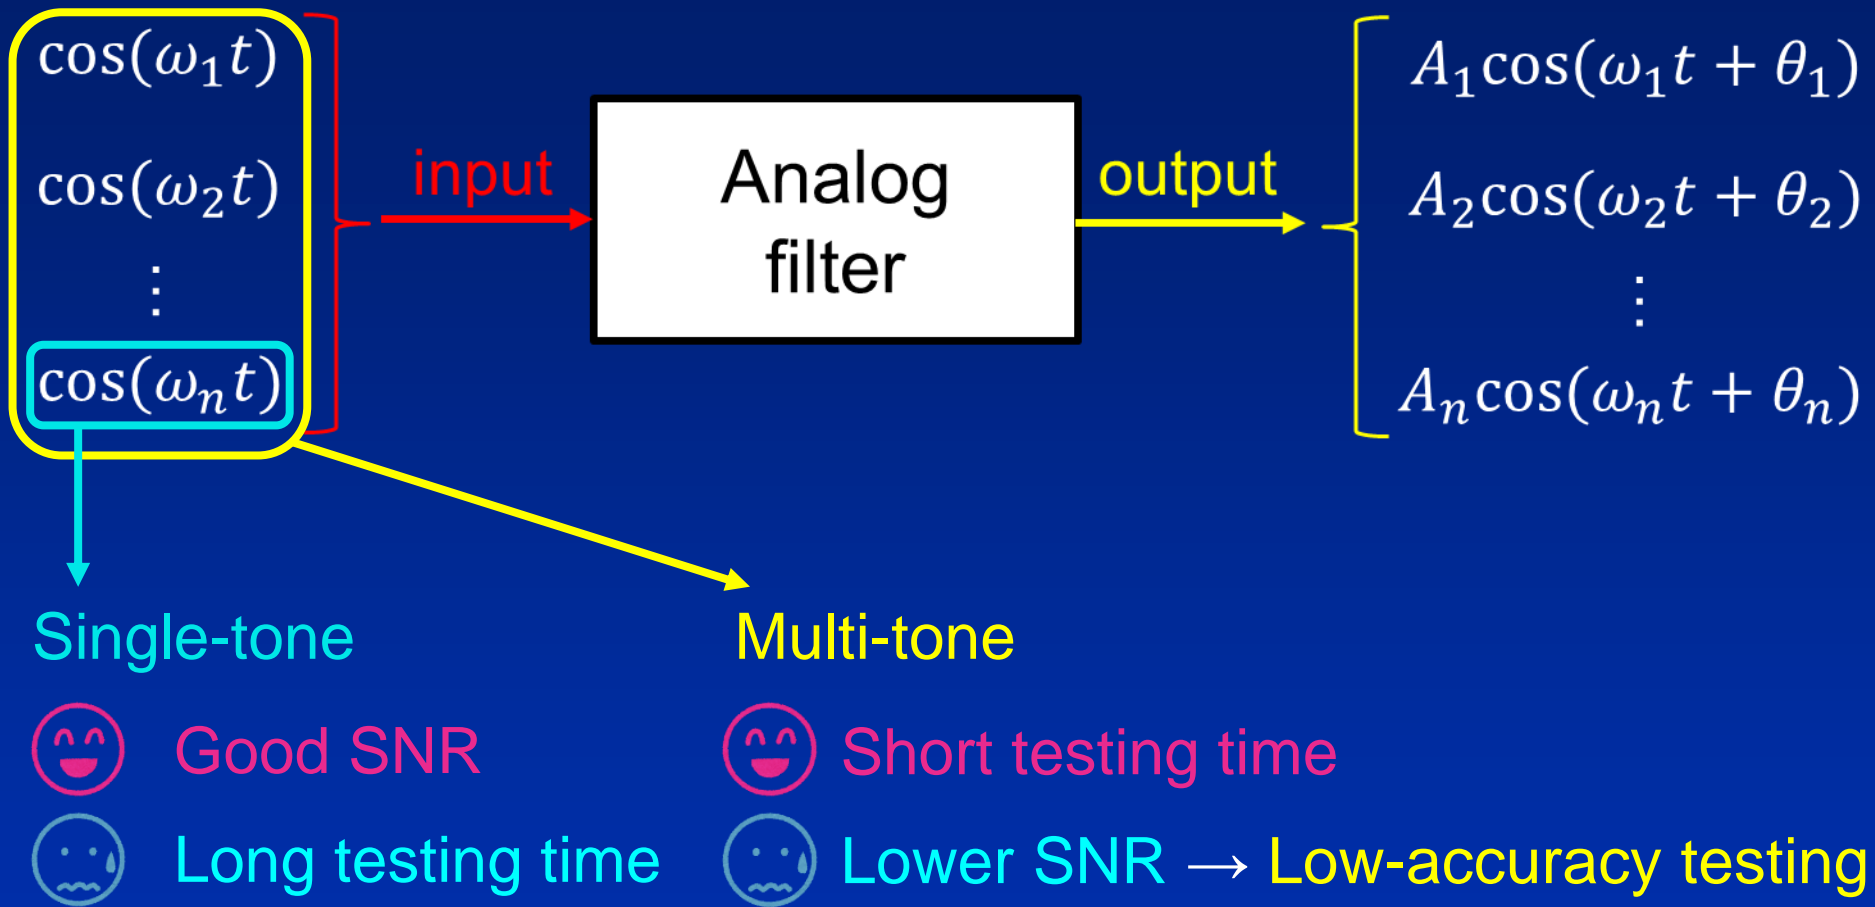 cos(ω₁t)
cos(ω₂t)
⋮
cos(ωₙt)
input
Analog
filter
output
A₁cos(ω₁t + θ₁)
A₂cos(ω₂t + θ₂)
⋮
Aₙcos(ωₙt + θₙ)
Single-tone
Good SNR
Long testing time
Multi-tone
Short testing time
Lower SNR → Low-accuracy testing